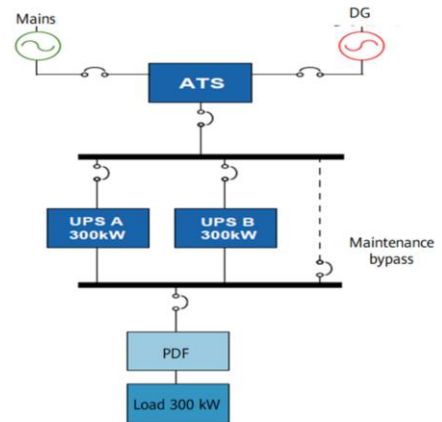 Mains
DG
ATS
UPS A
300kW
UPS B
300kW
Maintenance
bypass
PDF
Load 300 kW